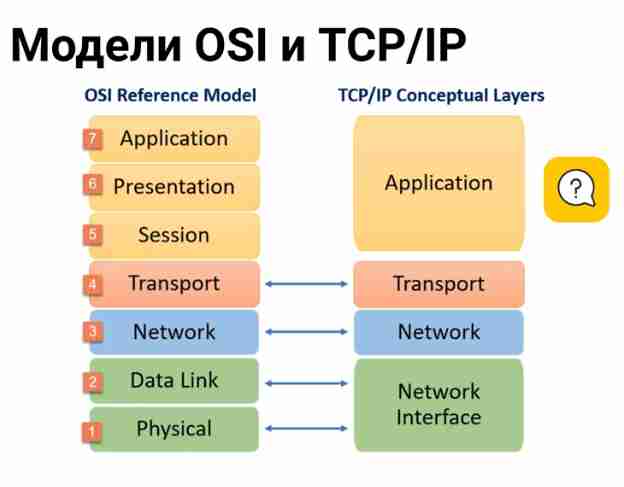 Модели OSI и TCP/IP
OSI Reference Model
TCP/IP Conceptual Layers
7 Application
6 Presentation
5 Session
Application
?
4 Transport
Transport
3 Network
Network
2 Data Link
1 Physical
Network
Interface